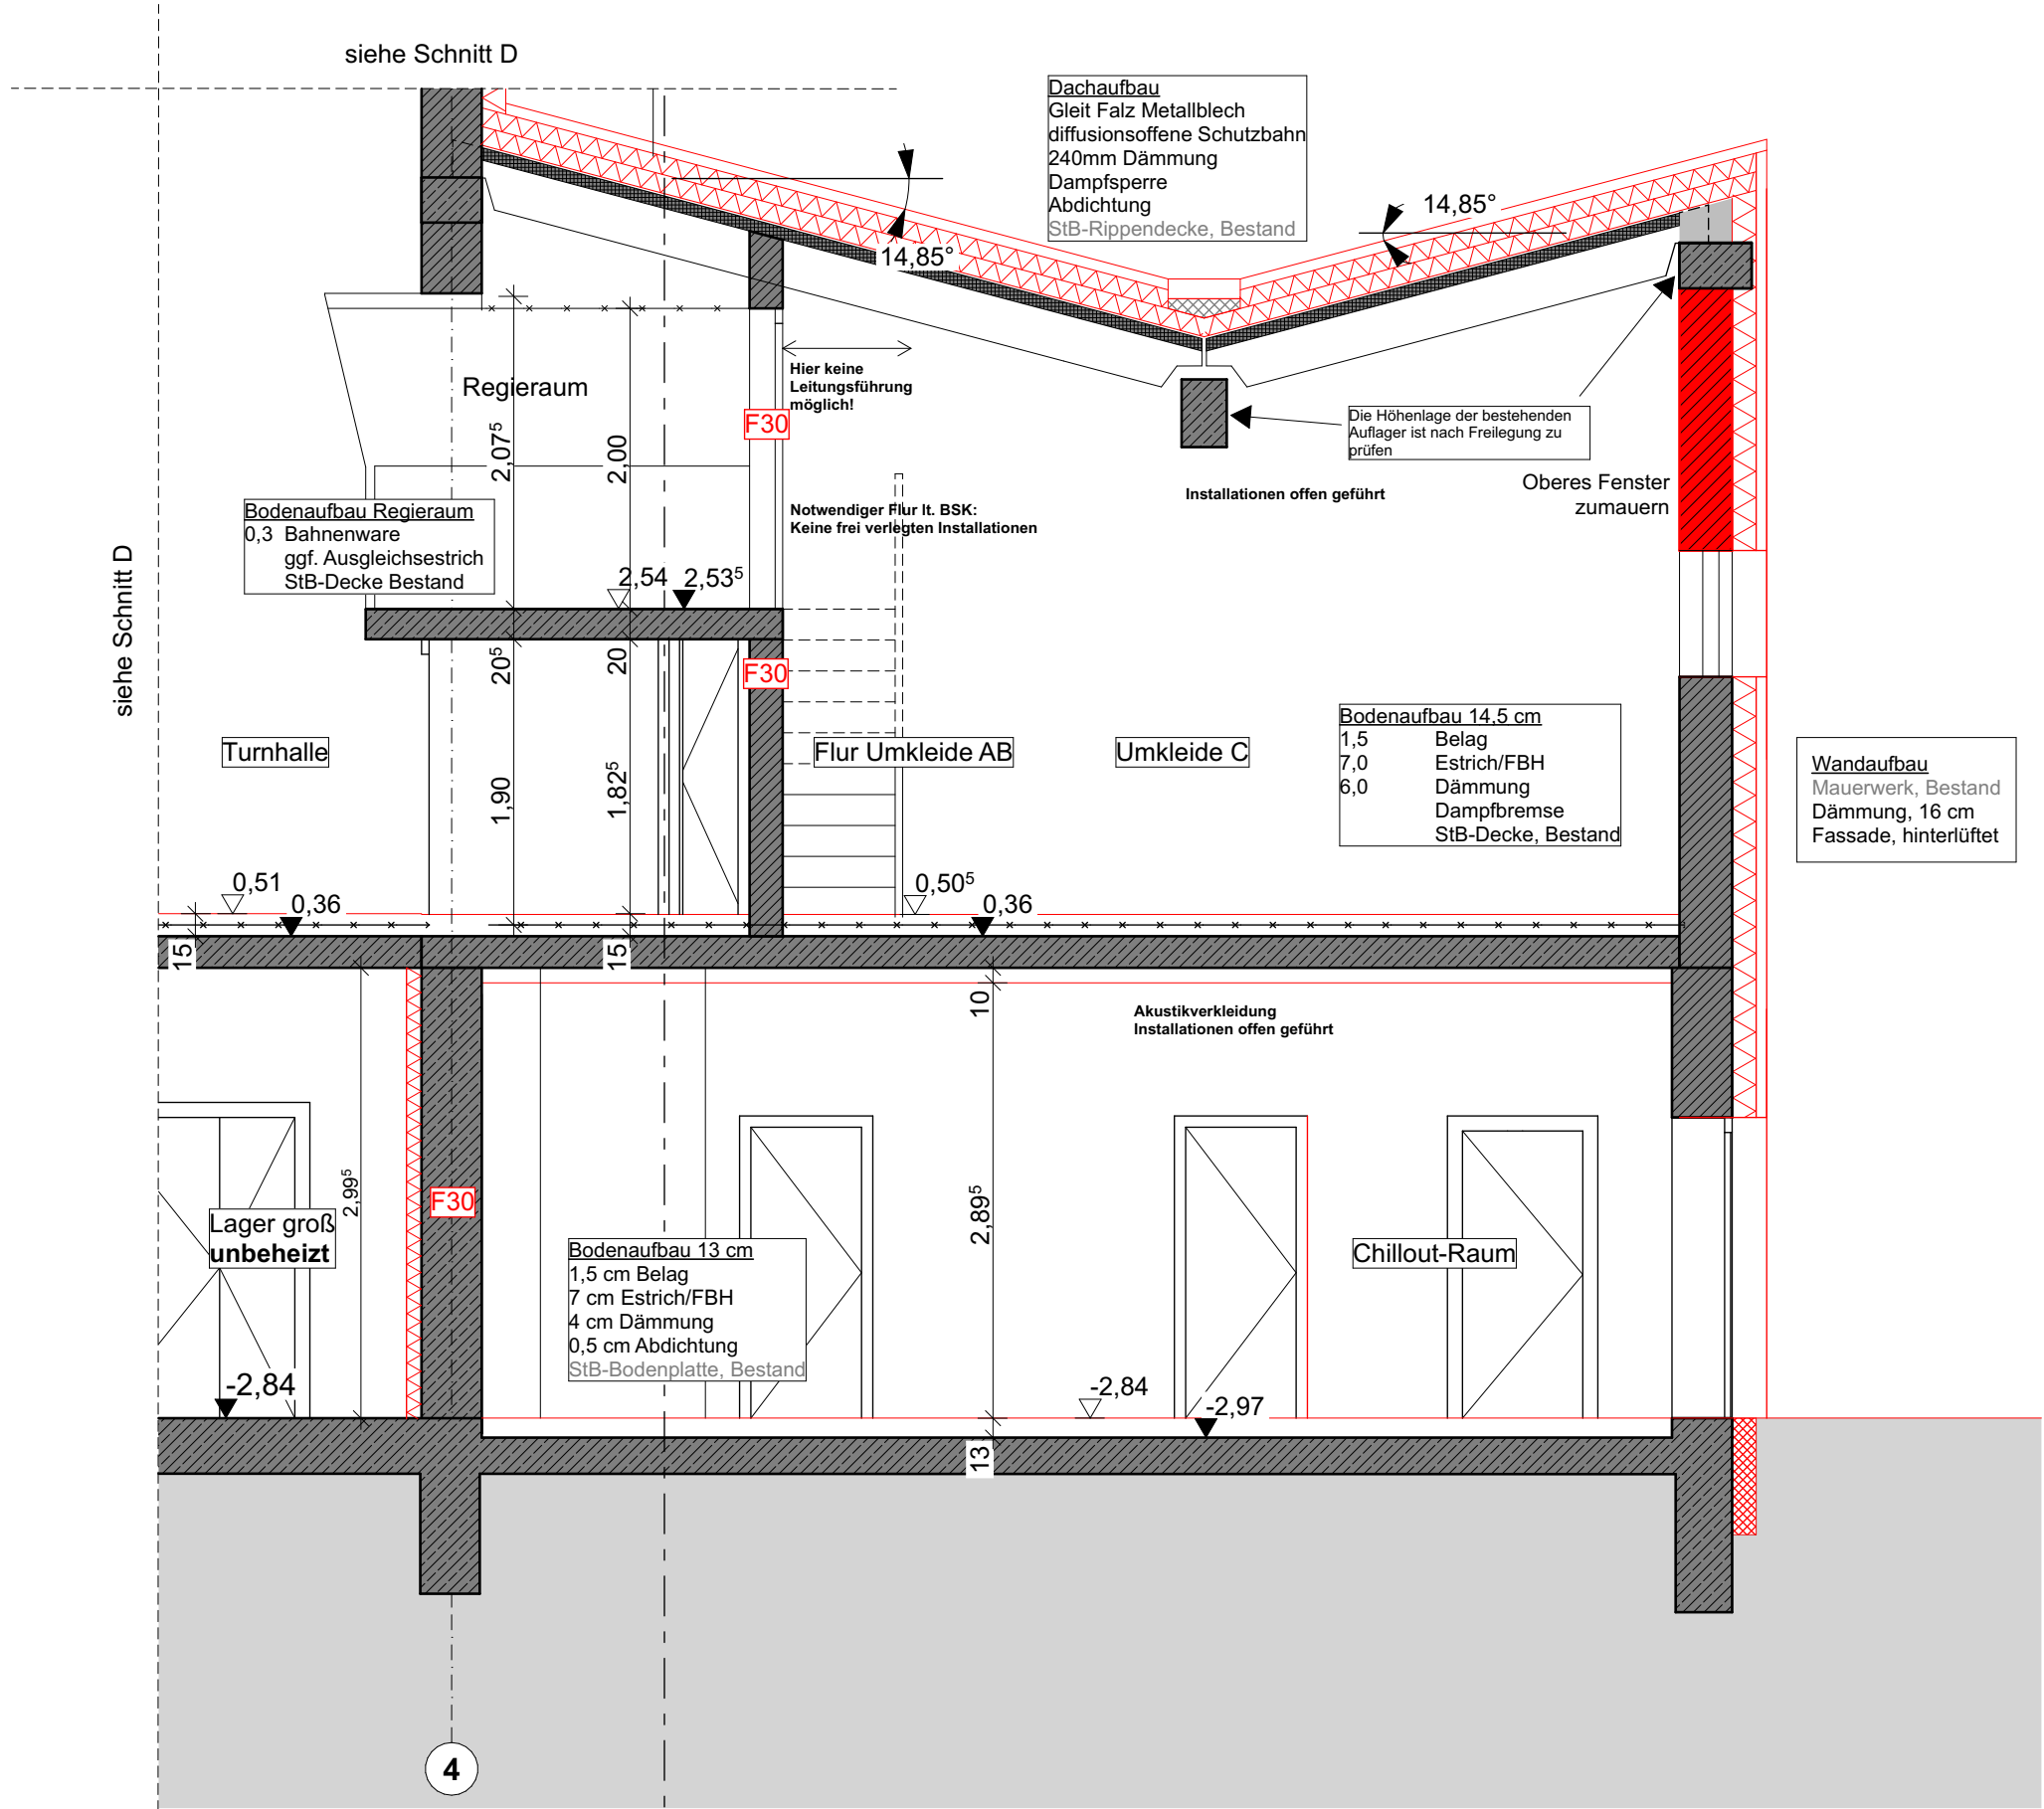 siehe Schnitt D
Dachaufbau
Gleit Falz Metallblech
diffusionsoffene Schutzbahn
240mm Dämmung
Dampfsperre
Abdichtung
StB-Rippendecke, Bestand
14,85°
14,85°
Hier keine
Leitungsführung
möglich!
Regieraum
F30
2,07⁵
2,00
Die Höhenlage der bestehenden
Auflager ist nach Freilegung zu
prüfen
Oberes Fenster
zumauern
Installationen offen geführt
Notwendiger Flur lt. BSK:
Keine frei verlegten Installationen
Bodenaufbau Regieraum
0,3 Bahnenware
ggf. Ausgleichsestrich
StB-Decke Bestand
siehe Schnitt D
2,54
2,53⁵
20⁵
20
F30
Turnhalle
Flur Umkleide AB
Umkleide C
Bodenaufbau 14,5 cm
1,5 Belag
7,0 Estrich/FBH
6,0 Dämmung
Dampfbremse
StB-Decke, Bestand
Wandaufbau
Mauerwerk, Bestand
Dämmung, 16 cm
Fassade, hinterlüftet
1,90
1,82⁵
0,51
0,36
0,50⁵
0,36
15
15
10
Akustikverkleidung
Installationen offen geführt
2,99⁵
F30
2,89⁵
Lager groß
unbeheizt
Bodenaufbau 13 cm
1,5 cm Belag
7 cm Estrich/FBH
4 cm Dämmung
0,5 cm Abdichtung
StB-Bodenplatte, Bestand
Chillout-Raum
-2,84
-2,84
-2,97
13
4